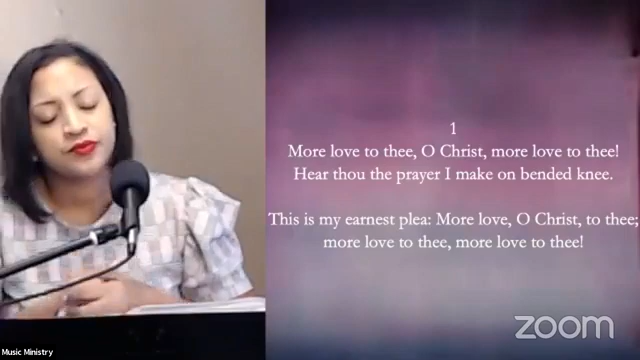 1
More love to thee, O Christ, more love to thee!
Hear thou the prayer I make on bended knee.
This is my earnest plea: More love, O Christ, to thee;
more love to thee, more love to thee!
zoom
Music Ministry